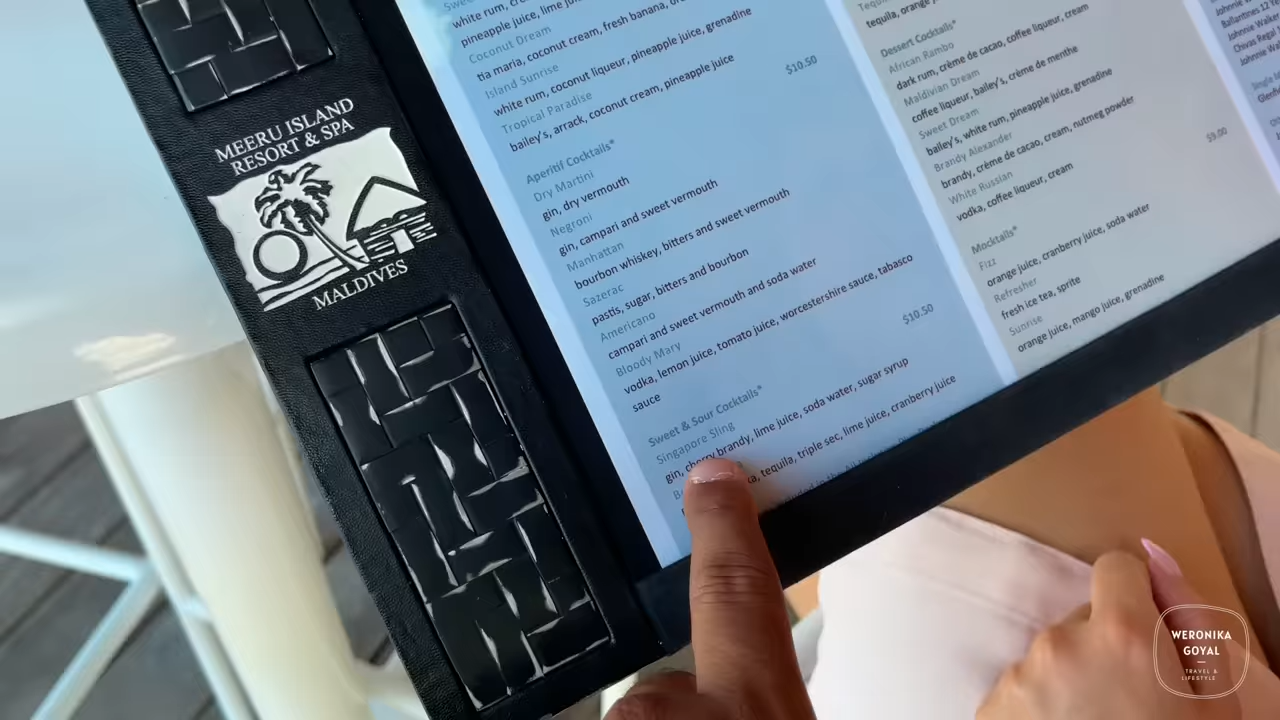 MEERU ISLAND
RESORT & SPA
MALDIVES
white rum,
pineapple juice, lime
Coconut Dream
tia maria, coconut cream, fresh banana,
Island Sunrise
white rum, coconut liqueur, pineapple juice, grenadine
Tropical Paradise
bailey's, arrack, coconut cream, pineapple juice
$10.50
Aperitif Cocktails*
Dry Martini
gin, dry vermouth
Negroni
gin, campari and sweet vermouth
Manhattan
bourbon whiskey, bitters and sweet vermouth
Sazerac
pastis, sugar, bitters and bourbon
Americano
campari and sweet vermouth and soda water
Bloody Mary
vodka, lemon juice, tomato juice, worcestershire sauce, tabasco
sauce
$10.50
Sweet & Sour Cocktails*
Singapore Sling
gin, cherry brandy, lime juice, soda water, sugar syrup
tequila, triple sec, lime juice, cranberry juice
tequila, orange
Dessert Cocktails*
African Rambo
dark rum, crème de cacao, coffee liqueur, cream
Maldivian Dream
coffee liqueur, bailey's, crème de menthe
Sweet Dream
bailey's, white rum, pineapple juice, grenadine
Brandy Alexander
brandy, crème de cacao, cream, nutmeg powder
White Russian
vodka, coffee liqueur, cream
$9.00
Mocktails*
Fizz
orange juice, cranberry juice, soda water
Refresher
fresh ice tea, sprite
Sunrise
orange juice, mango juice, grenadine
Johnnie
Ballantines 12
Johnnie
Chivas Regal
Johnnie
WERONIKA
GOYAL
TRAVEL &
LIFESTYLE